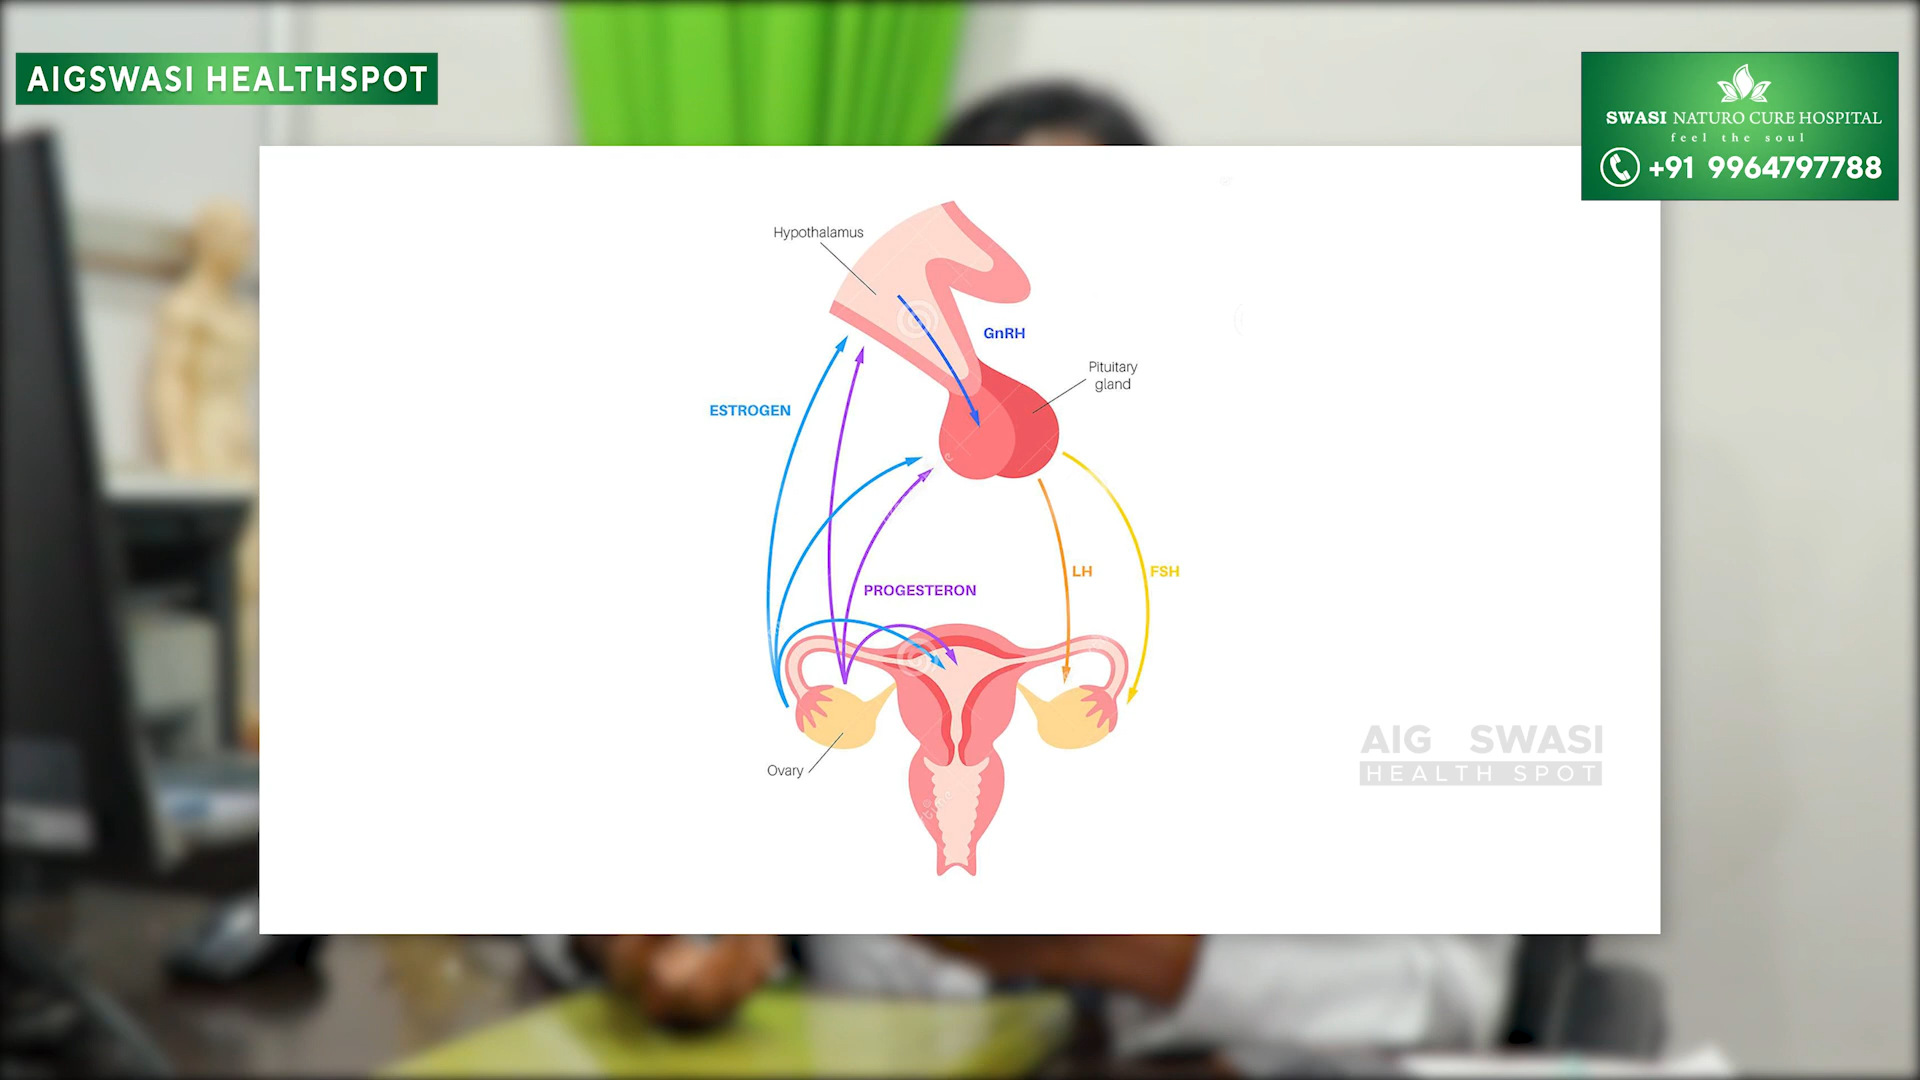 AIGSWASI HEALTHSPOT
SWASI NATURO CURE HOSPITAL
feel the soul
+91 9964797788
Hypothalamus
GnRH
Pituitary
gland
ESTROGEN
LH
FSH
PROGESTERON
Ovary
AIG SWASI
HEALTH SPOT